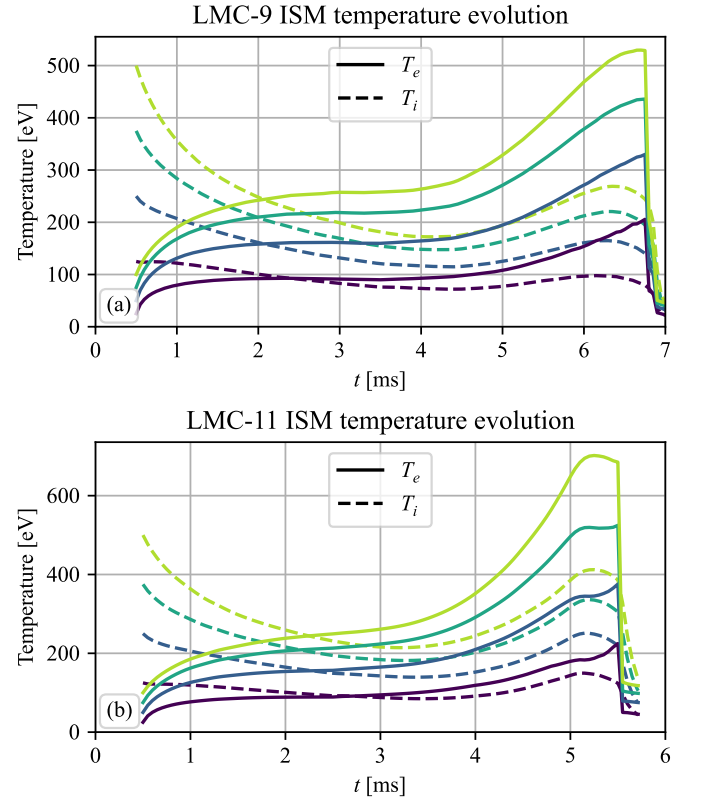 LMC-9 ISM temperature evolution
500
400
300
200
100
0
Temperature [eV]
T_e
T_i
(a)
0 1 2 3 4 5 6 7
t [ms]
LMC-11 ISM temperature evolution
600
400
200
0
Temperature [eV]
T_e
T_i
(b)
0 1 2 3 4 5 6
t [ms]